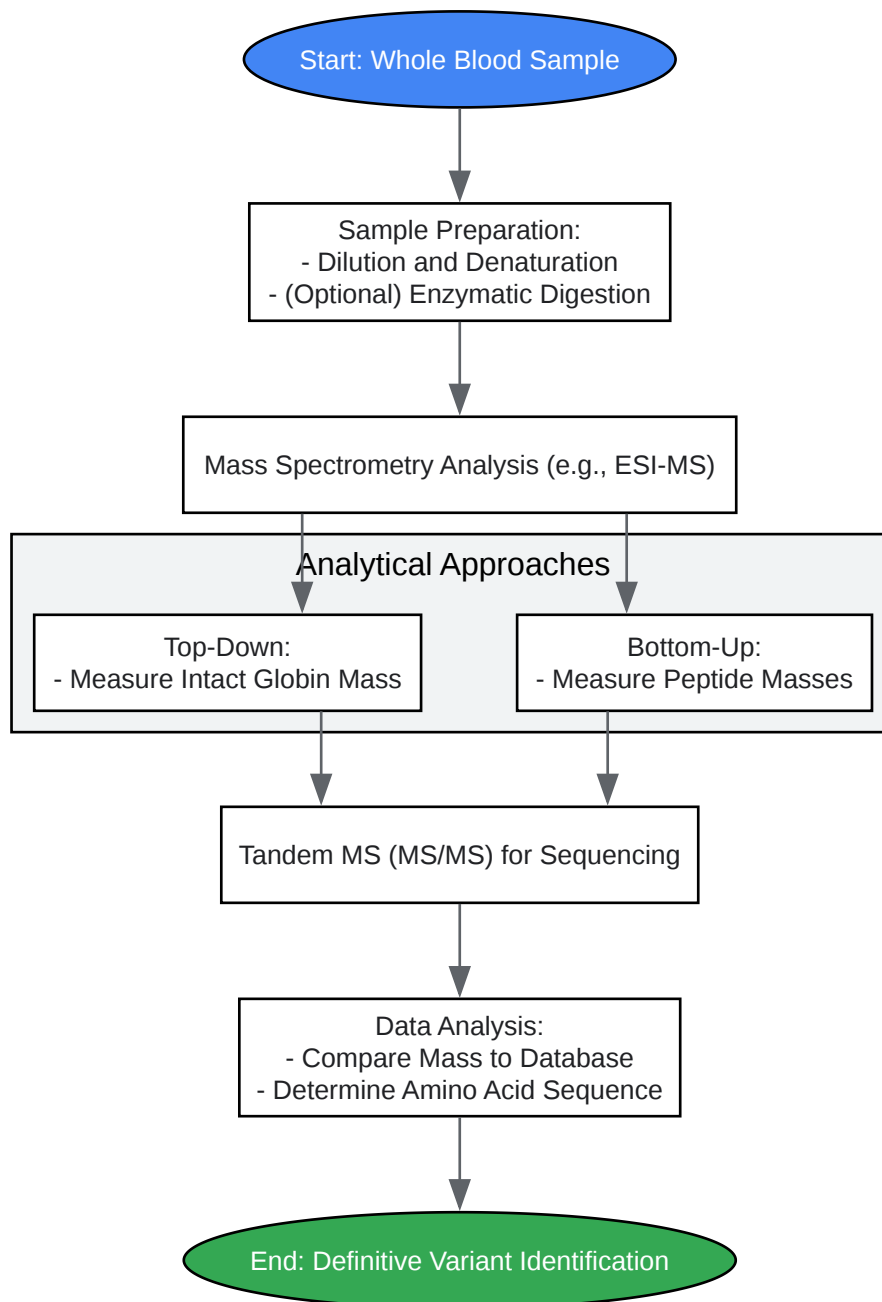 Start: Whole Blood Sample
Sample Preparation:
- Dilution and Denaturation
- (Optional) Enzymatic Digestion
Mass Spectrometry Analysis (e.g., ESI-MS)
Analytical Approaches
Top-Down:
- Measure Intact Globin Mass
Bottom-Up:
- Measure Peptide Masses
Tandem MS (MS/MS) for Sequencing
Data Analysis:
- Compare Mass to Database
- Determine Amino Acid Sequence
End: Definitive Variant Identification